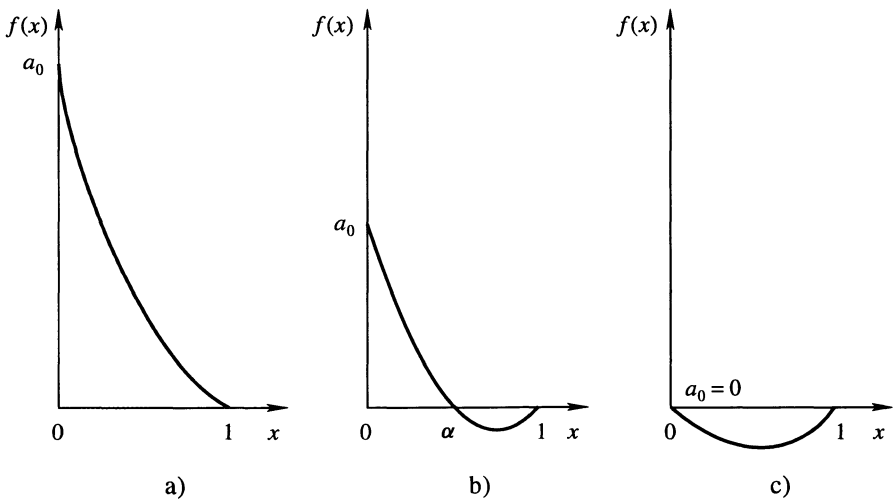 f(x)
a₀
0 1 x
a)
f(x)
a₀
0 α 1 x
b)
f(x)
a₀ = 0
0 1 x
c)